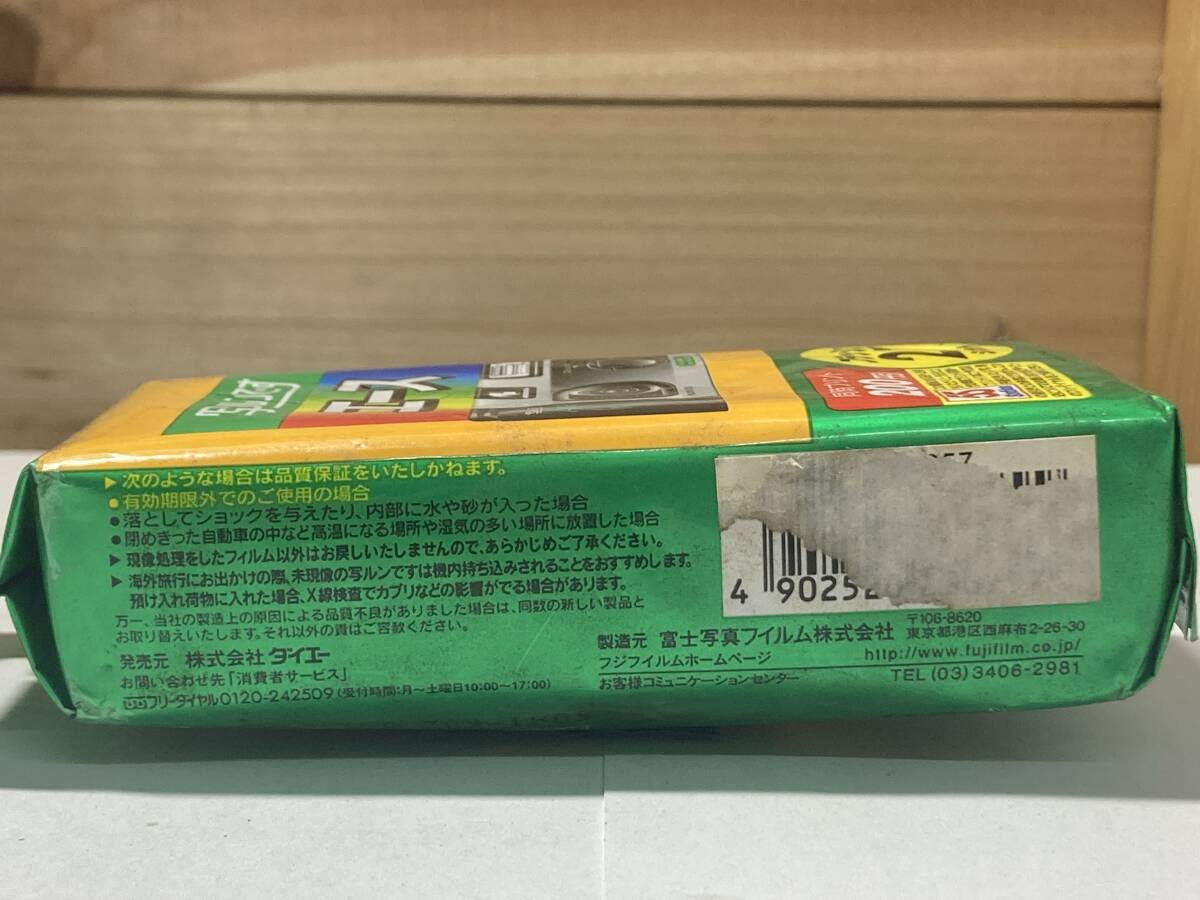 写ルンです
エース
▶次のような場合は品質保証をいたしかねます。
●有効期限外でのご使用の場合
●落としてショックを与えたり、内部に水や砂が入った場合
●閉めきった自動車の中など高温になる場所や湿気の多い場所に放置した場合
▶現像処理をしたフィルム以外はお戻しいたしませんので、あらかじめご了承ください。
▶海外旅行にお出かけの際、未現像の写ルンですは機内持ち込みされることをおすすめします。
預け入れ荷物に入れた場合、X線検査でカブリなどの影響がでる場合があります。
万一、当社の製造上の原因による品質不良がありました場合は、同数の新しい製品と
お取り替えいたします。それ以外の責はご容赦ください。
発売元 株式会社ダイエー
お問い合わせ先「消費者サービス」
フリーダイヤル0120-242509(受付時間:月〜土曜日10:00〜17:00)
4 90252
製造元 富士写真フイルム株式会社
〒106-8620
東京都港区西麻布2-26-30
フジフイルムホームページ http://www.fujifilm.co.jp/
お客様コミュニケーションセンター TEL (03)3406-2981